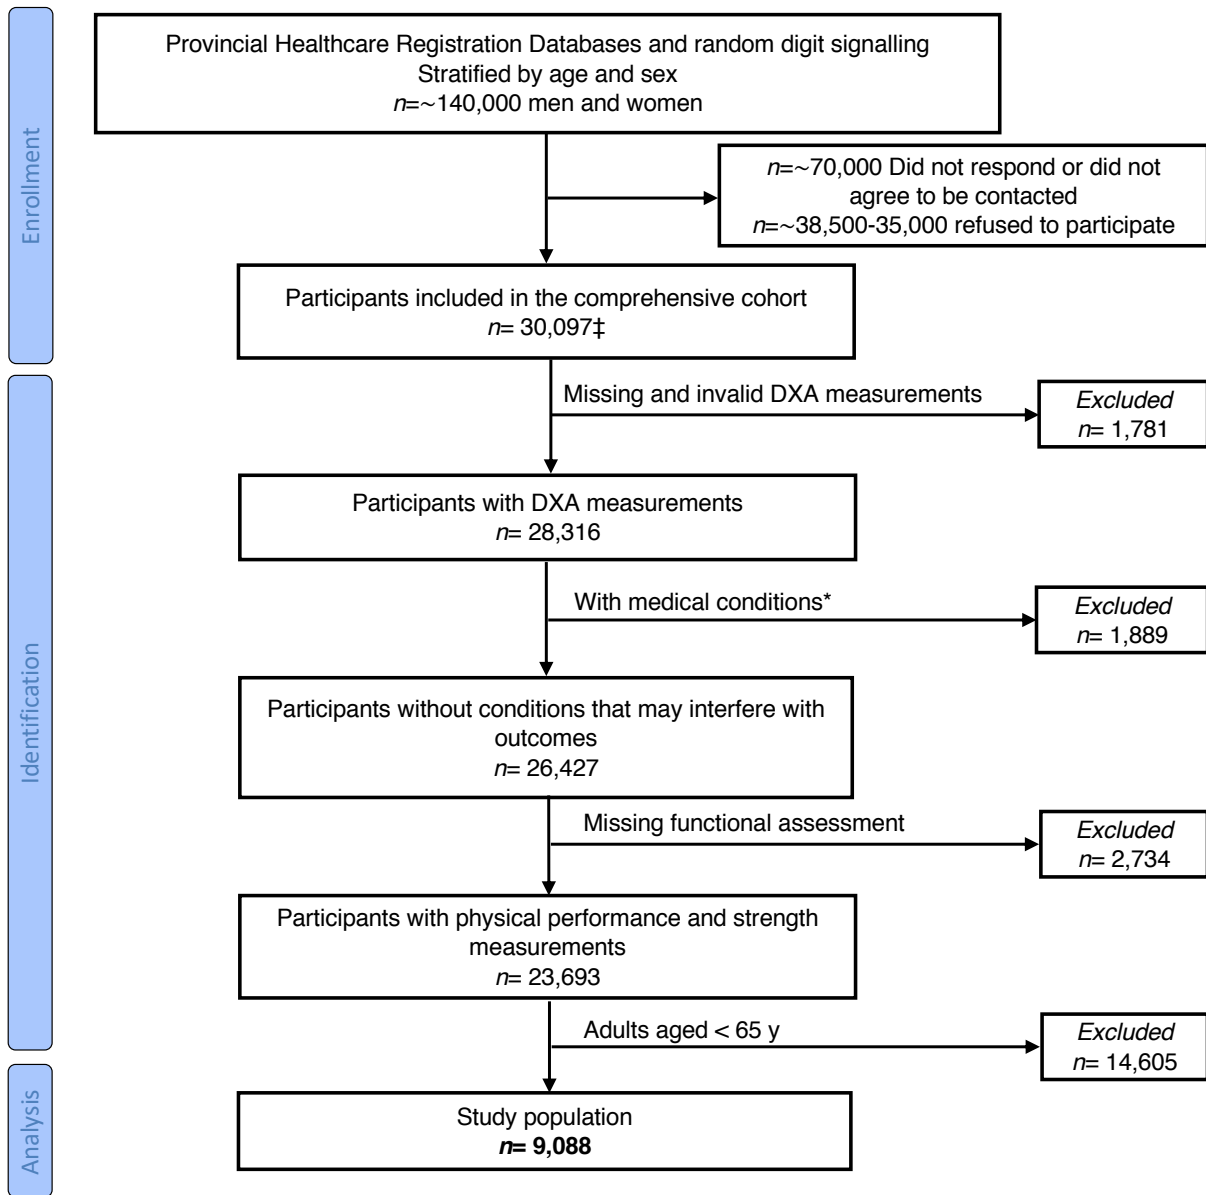 Enrollment
Provincial Healthcare Registration Databases and random digit signalling
Stratified by age and sex
n=~140,000 men and women
n=~70,000 Did not respond or did not
agree to be contacted
n=~38,500-35,000 refused to participate
Participants included in the comprehensive cohort
n= 30,097‡
Identification
Missing and invalid DXA measurements
Excluded
n= 1,781
Participants with DXA measurements
n= 28,316
With medical conditions*
Excluded
n= 1,889
Participants without conditions that may interfere with
outcomes
n= 26,427
Missing functional assessment
Excluded
n= 2,734
Participants with physical performance and strength
measurements
n= 23,693
Adults aged < 65 y
Excluded
n= 14,605
Analysis
Study population
n= 9,088